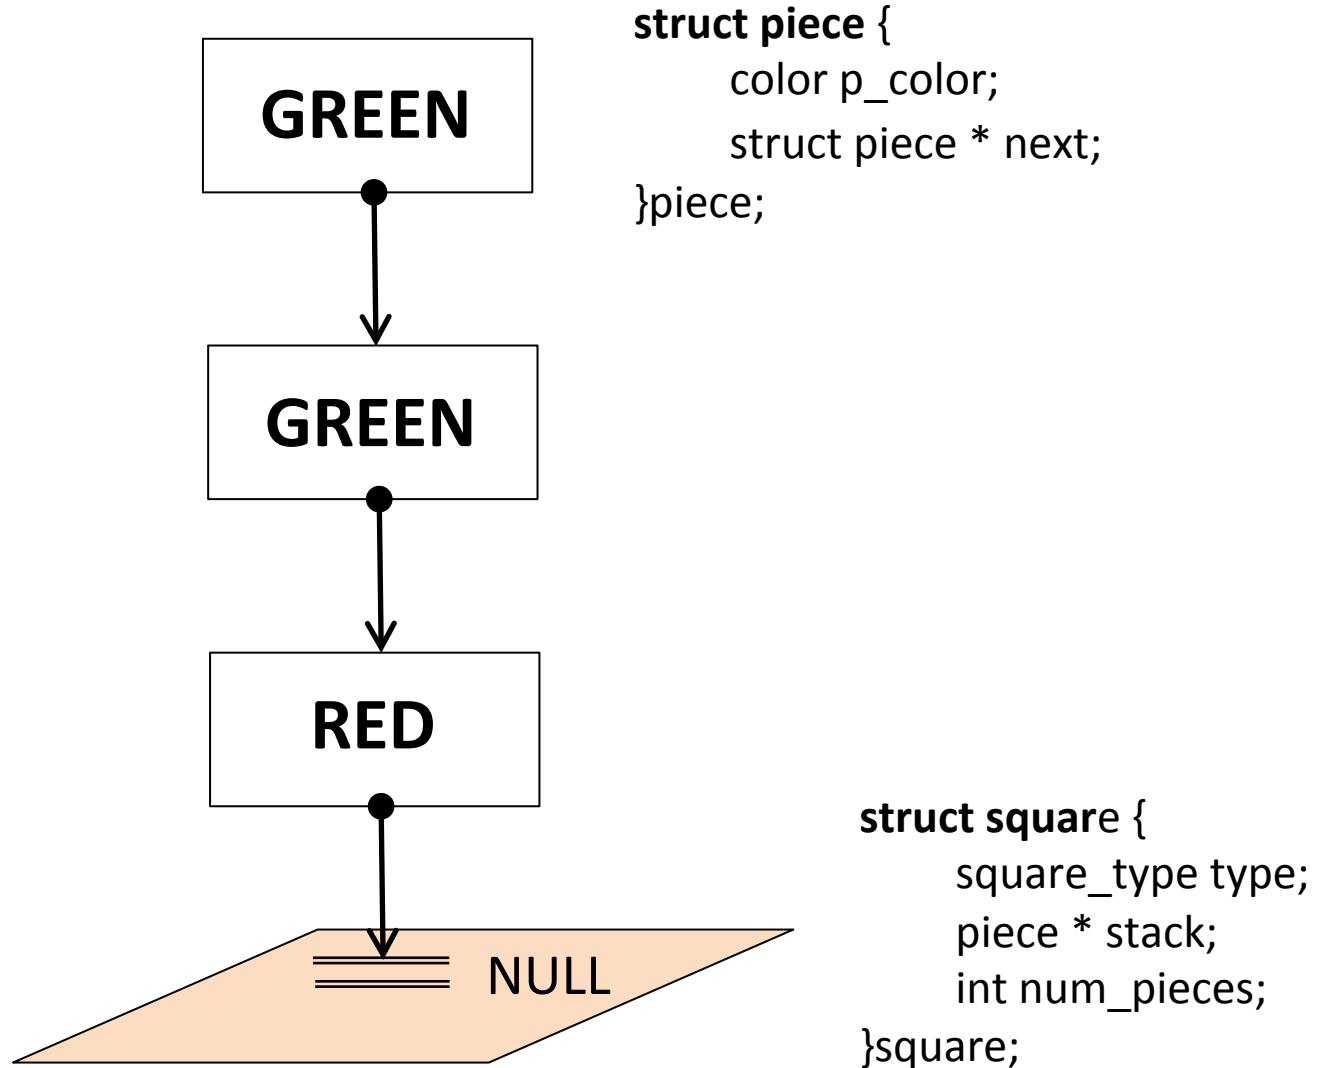 struct piece {
color p_color;
struct piece * next;
}piece;
GREEN
GREEN
RED
NULL
struct square {
square_type type;
piece * stack;
int num_pieces;
}square;